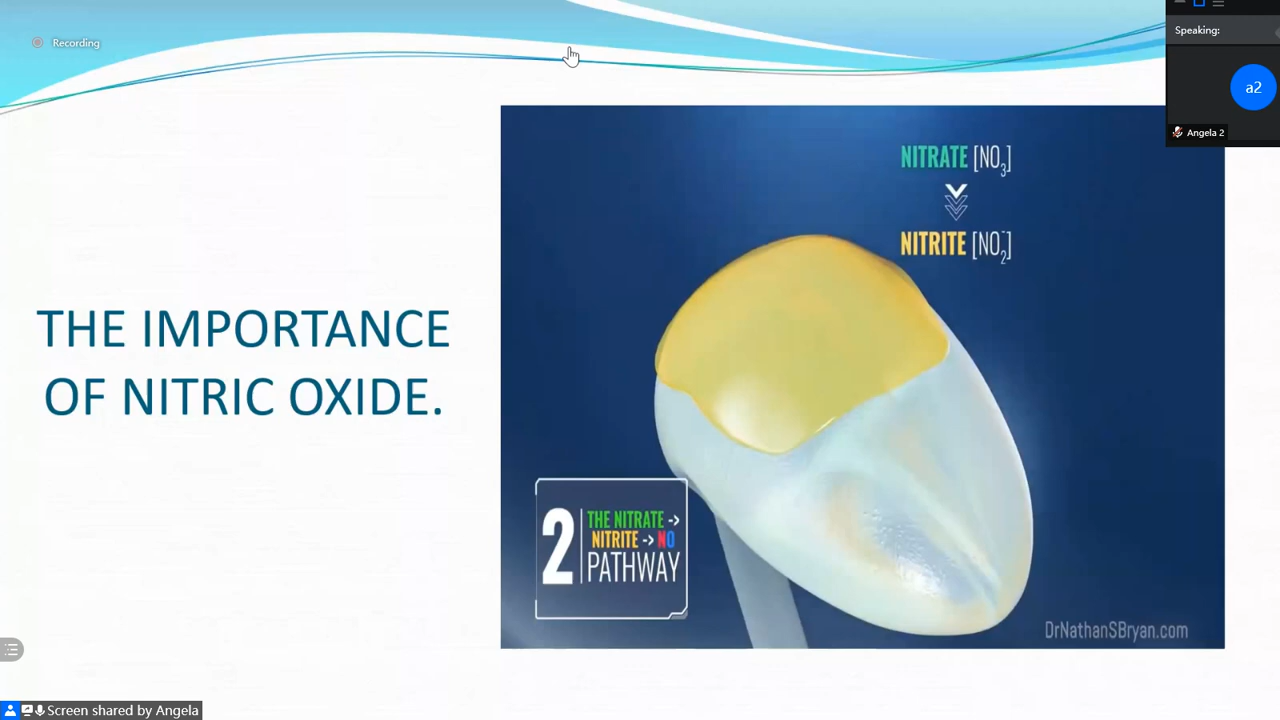 Recording
Speaking:
a2
Angela 2
NITRATE [NO3]
NITRITE [NO2-]
THE IMPORTANCE
OF NITRIC OXIDE.
2
THE NITRATE ->
NITRITE -> NO
PATHWAY
DrNathanSBryan.com
Screen shared by Angela